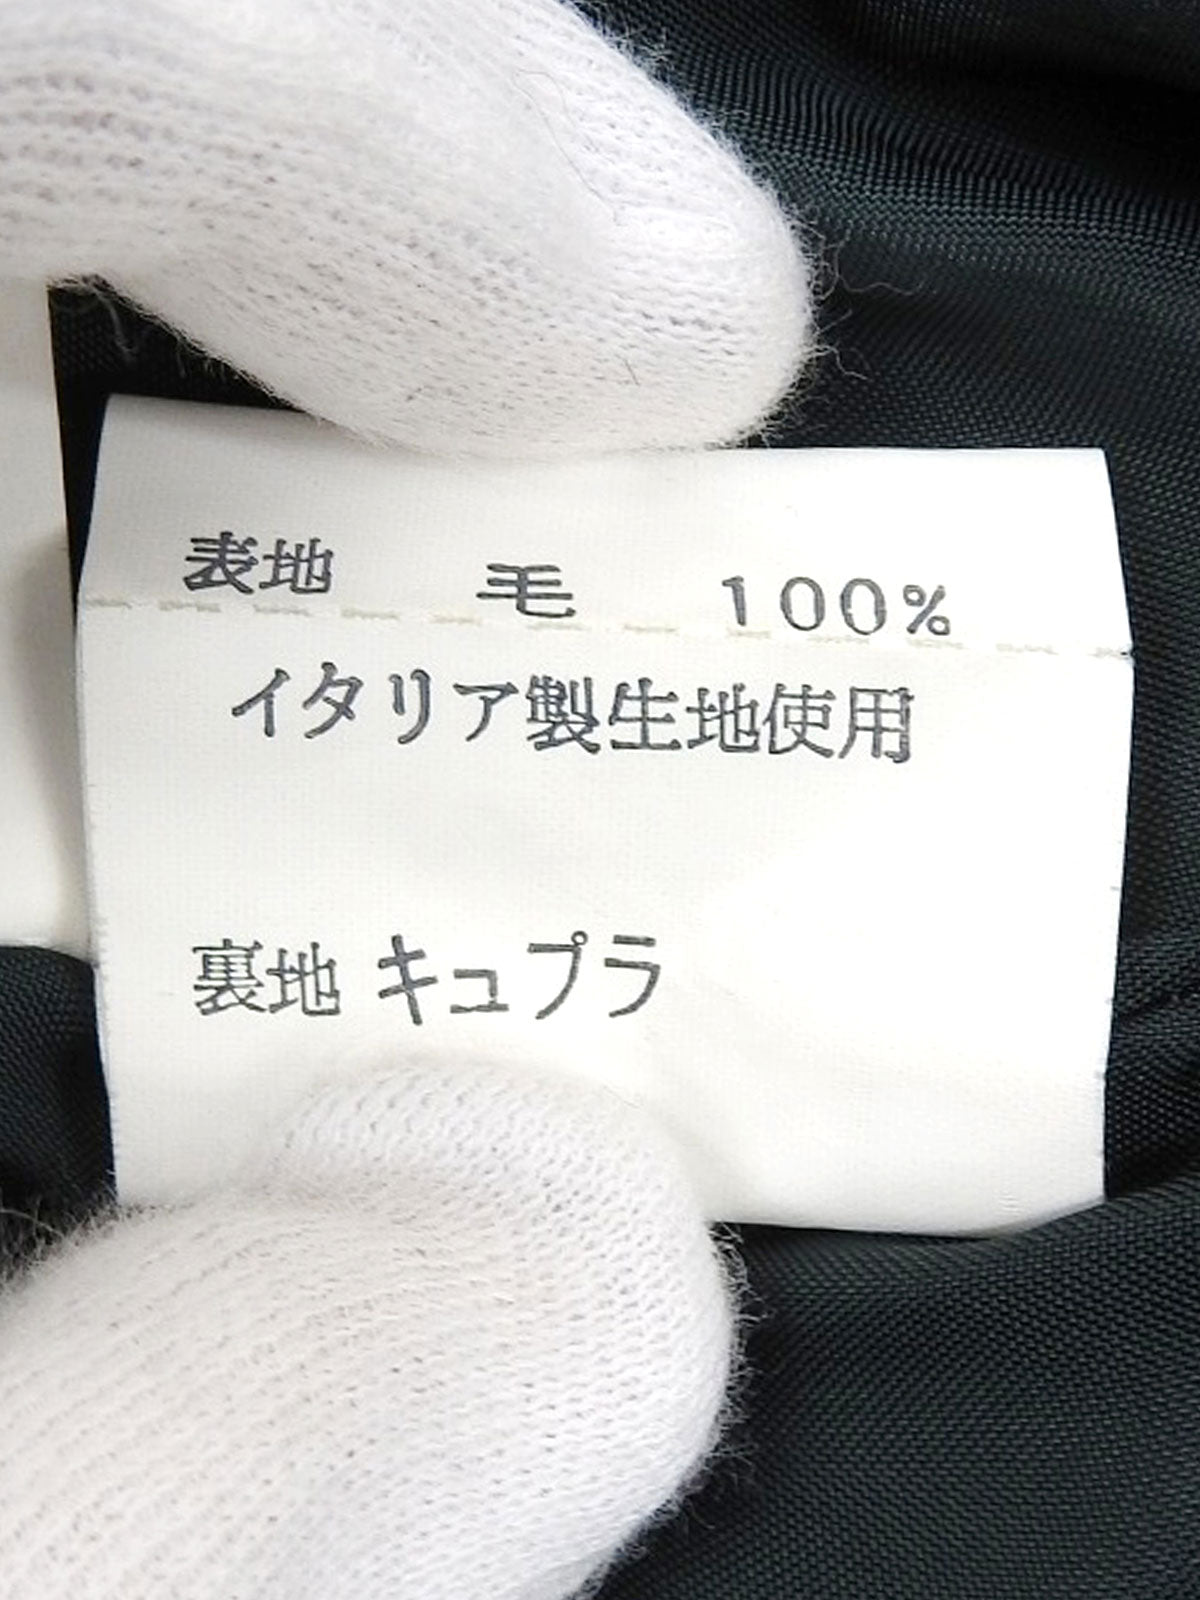 表地 毛 100%
イタリア製生地使用
裏地 キュプラ